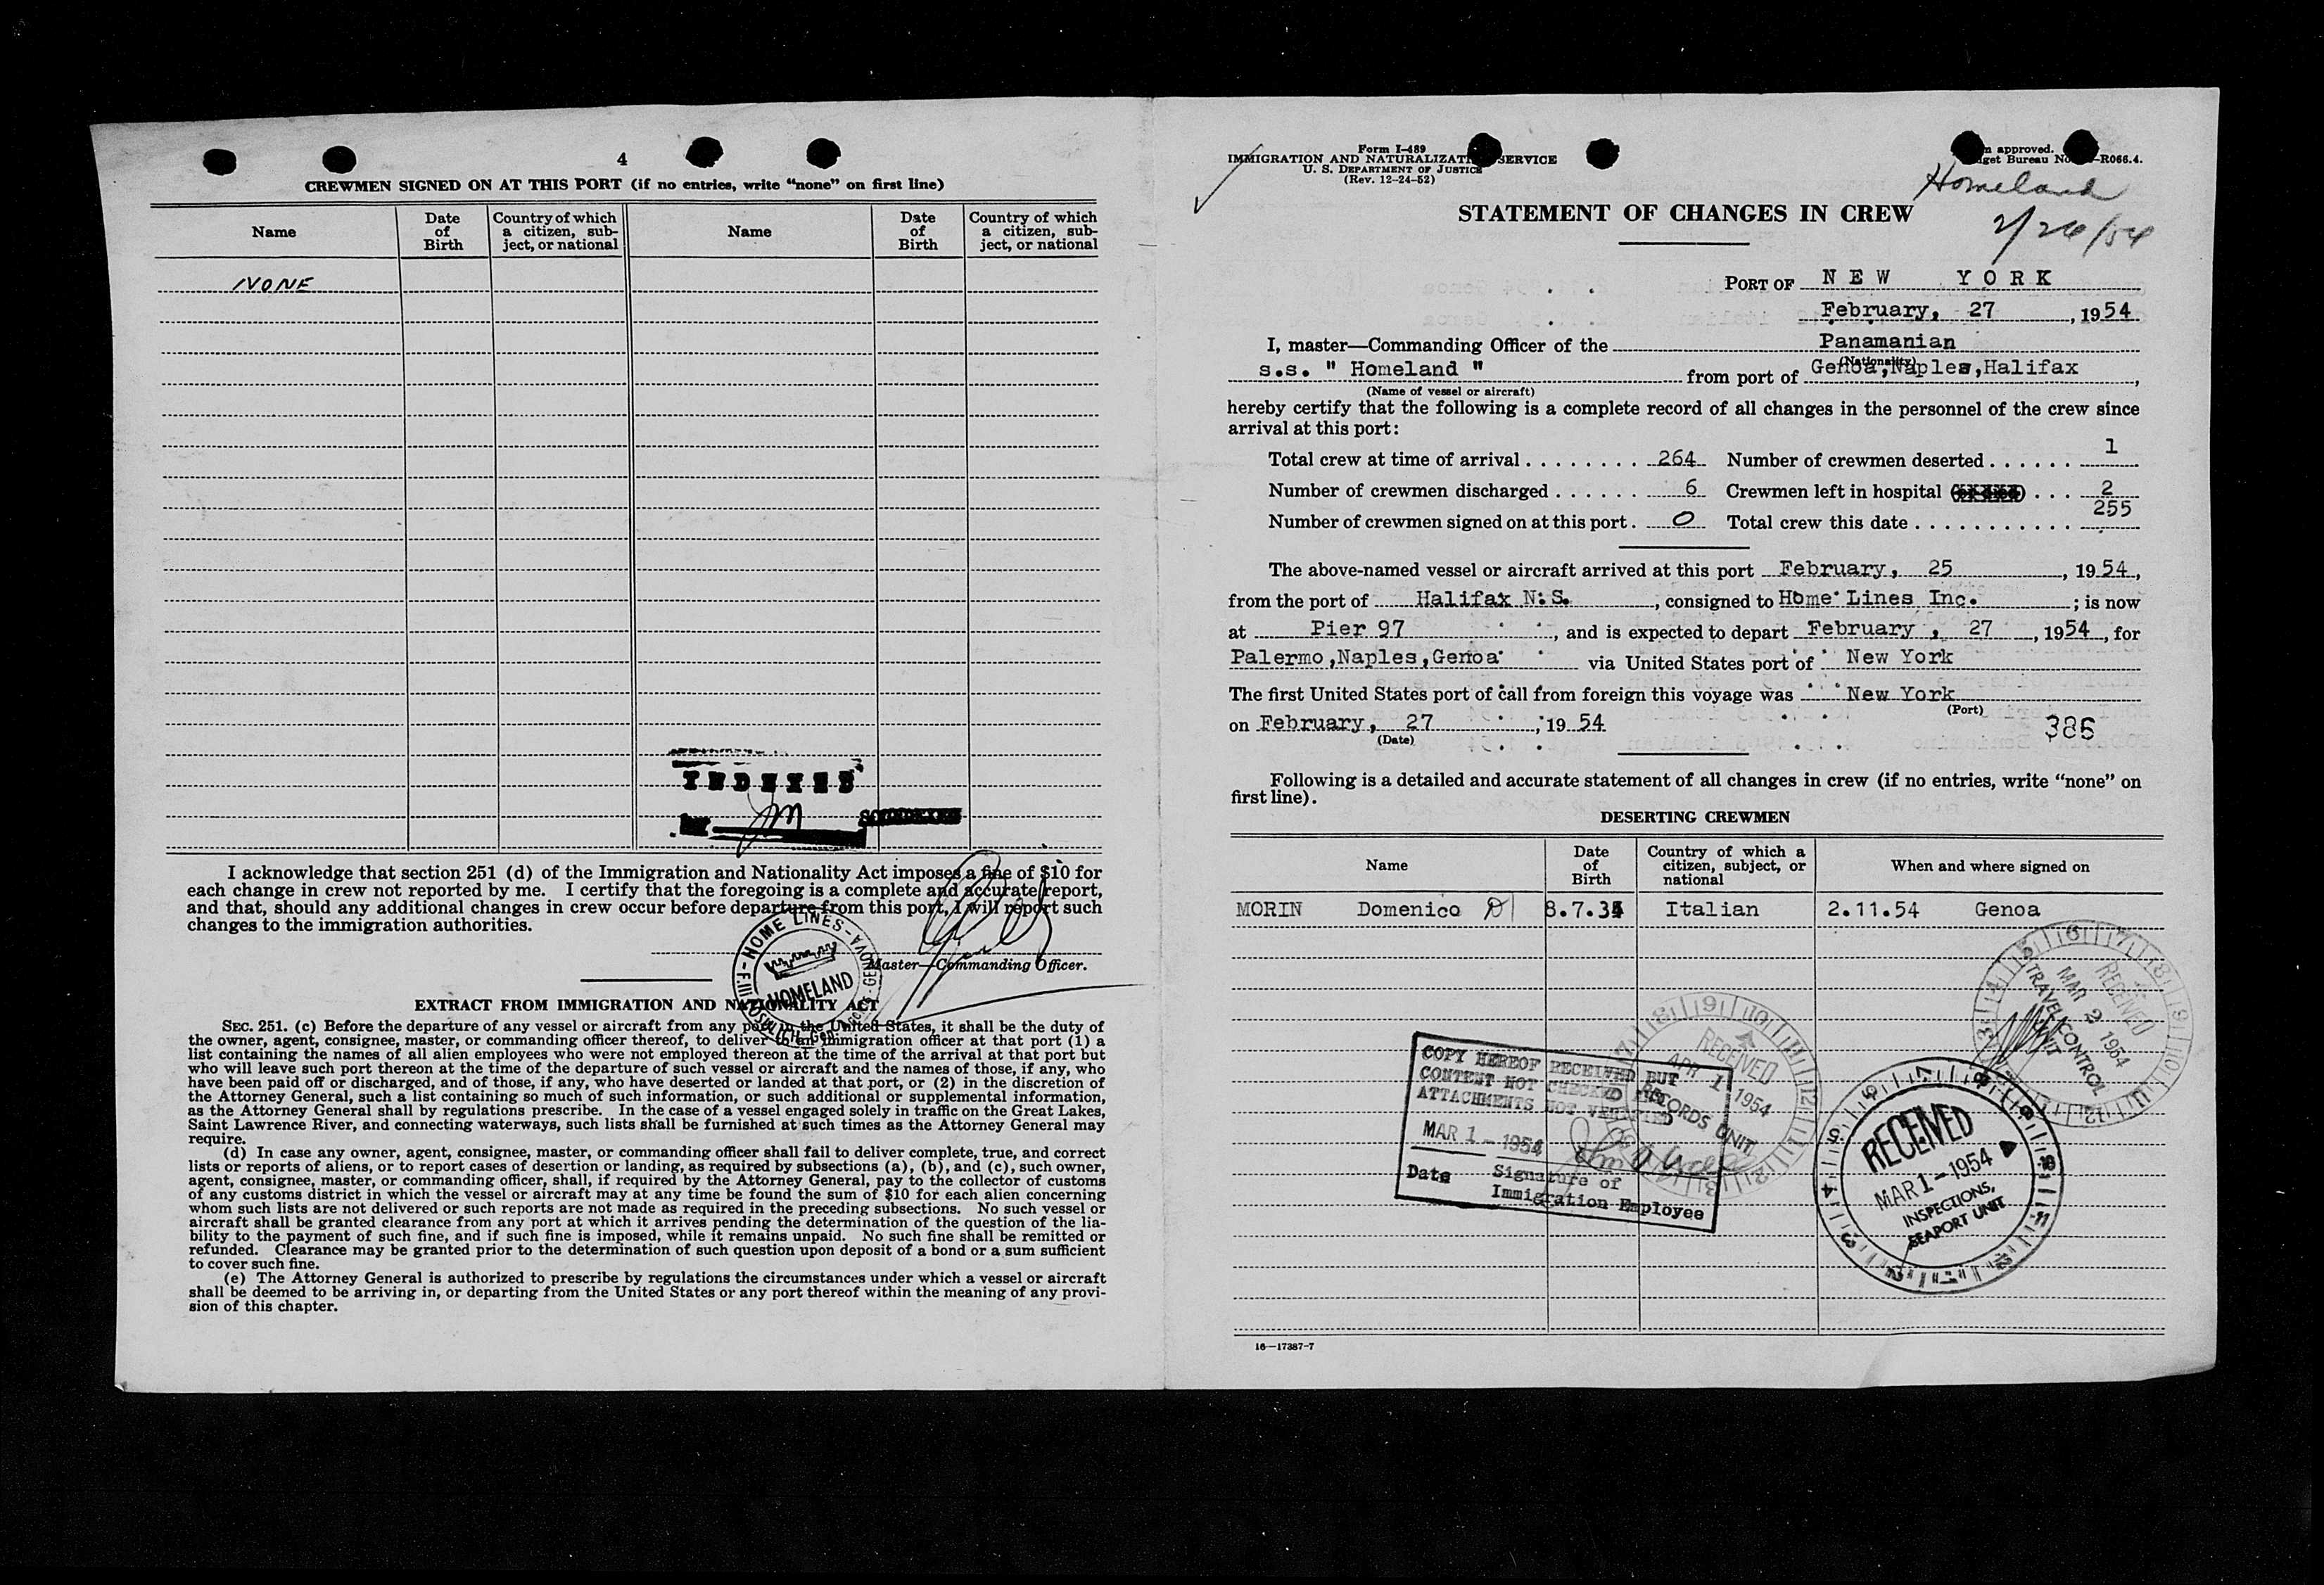 4
CREWMEN SIGNED ON AT THIS PORT (if no entries, write "none" on first line)
Name
Date of Birth
Country of which a citizen, subject, or national
Name
Date of Birth
Country of which a citizen, subject, or national
NONE
I acknowledge that section 251 (d) of the Immigration and Nationality Act imposes a fine of $10 for
each change in crew not reported by me. I certify that the foregoing is a complete and accurate report,
and that, should any additional changes in crew occur before departure from this port, I will report such
changes to the immigration authorities.
HOME LINES - GENOVA
HOMELAND
Master—Commanding Officer.
EXTRACT FROM IMMIGRATION AND NATIONALITY ACT
SEC. 251. (c) Before the departure of any vessel or aircraft from any port in the United States, it shall be the duty of
the owner, agent, consignee, master, or commanding officer thereof, to deliver to an immigration officer at that port (1) a
list containing the names of all alien employees who were not employed thereon at the time of the arrival at that port but
who will leave such port thereon at the time of the departure of such vessel or aircraft and the names of those, if any, who
have been paid off or discharged, and of those, if any, who have deserted or landed at that port, or (2) in the discretion of
the Attorney General, such a list containing so much of such information, or such additional or supplemental information,
as the Attorney General shall by regulations prescribe. In the case of a vessel engaged solely in traffic on the Great Lakes,
Saint Lawrence River, and connecting waterways, such lists shall be furnished at such times as the Attorney General may
require.
(d) In case any owner, agent, consignee, master, or commanding officer shall fail to deliver complete, true, and correct
lists or reports of aliens, or to report cases of desertion or landing, as required by subsections (a), (b), and (c), such owner,
agent, consignee, master, or commanding officer, shall, if required by the Attorney General, pay to the collector of customs
of any customs district in which the vessel or aircraft may at any time be found the sum of $10 for each alien concerning
whom such lists are not delivered or such reports are not made as required in the preceding subsections. No such vessel or
aircraft shall be granted clearance from any port at which it arrives pending the determination of the question of the lia-
bility to the payment of such fine, and if such fine is imposed, while it remains unpaid. No such fine shall be remitted or
refunded. Clearance may be granted prior to the determination of such question upon deposit of a bond or a sum sufficient
to cover such fine.
(e) The Attorney General is authorized to prescribe by regulations the circumstances under which a vessel or aircraft
shall be deemed to be arriving in, or departing from the United States or any port thereof within the meaning of any provi-
sion of this chapter.
Form I-489
IMMIGRATION AND NATURALIZATION SERVICE
U. S. DEPARTMENT OF JUSTICE
(Rev. 12-24-52)
approved.
get Bureau No. -R066.4.
Homeland
2/26/54
STATEMENT OF CHANGES IN CREW
PORT OF NEW YORK
February, 27, 1954
I, master—Commanding Officer of the Panamanian
(Nationality)
s.s. " Homeland " from port of Genoa,Naples,Halifax,
(Name of vessel or aircraft)
hereby certify that the following is a complete record of all changes in the personnel of the crew since
arrival at this port:
Total crew at time of arrival 264 Number of crewmen deserted 1
Number of crewmen discharged 6 Crewmen left in hospital 2
Number of crewmen signed on at this port. 0 Total crew this date 255
The above-named vessel or aircraft arrived at this port February, 25, 1954,
from the port of Halifax N.S., consigned to Home Lines Inc. ; is now
at Pier 97, and is expected to depart February, 27, 1954, for
Palermo,Naples,Genoa via United States port of New York
The first United States port of call from foreign this voyage was New York
(Port)
on February, 27, 1954
(Date)
386
Following is a detailed and accurate statement of all changes in crew (if no entries, write "none" on
first line).
DESERTING CREWMEN
Name
Date of Birth
Country of which a citizen, subject, or national
When and where signed on
MORIN Domenico D1 Italian 2.11.54 Genoa
RECEIVED
MAR 2 1954
TRAVEL CONTROL
UNIT
RECEIVED
APR 1 1954
RECORDS UNIT
COPY HEREOF RECEIVED BUT
CONTENT NOT CHECKED AND
ATTACHMENTS NOT VERIFIED
MAR 1 - 1954
Date Signature of
Immigration Employee
RECEIVED
MAR 1 - 1954
INSPECTIONS,
SEAPORT UNIT
16—17387-7